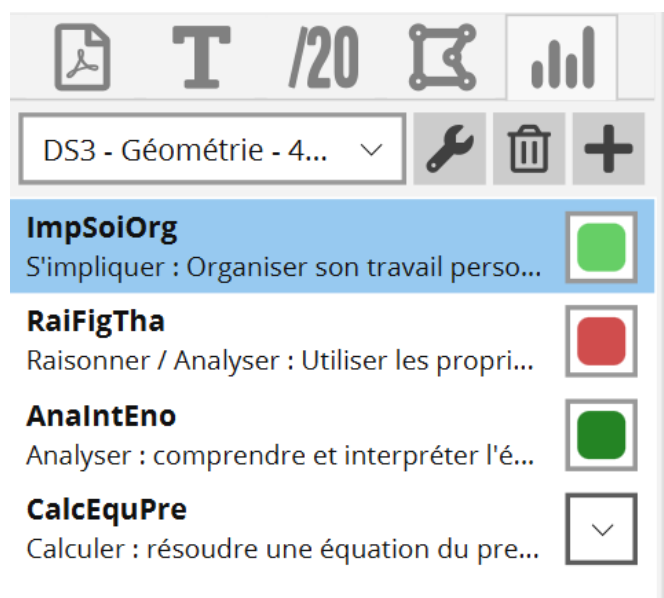 T /20
DS3 - Géométrie - 4...
ImpSoiOrg
S'impliquer : Organiser son travail perso...
RaiFigTha
Raisonner / Analyser : Utiliser les propri...
AnaIntEno
Analyser : comprendre et interpréter l'é...
CalcEquPre
Calculer : résoudre une équation du pre...